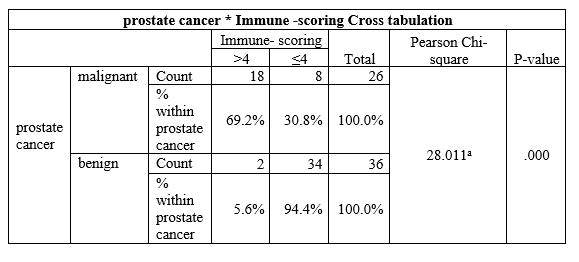 prostate cancer * Immune -scoring Cross tabulation
Immune- scoring
Total
Pearson Chi-
square
P-value
>4
≤4
prostate
cancer
malignant
Count
18
8
26
%
within
prostate
cancer
69.2%
30.8%
100.0%
28.011ª
.000
benign
Count
2
34
36
%
within
prostate
cancer
5.6%
94.4%
100.0%